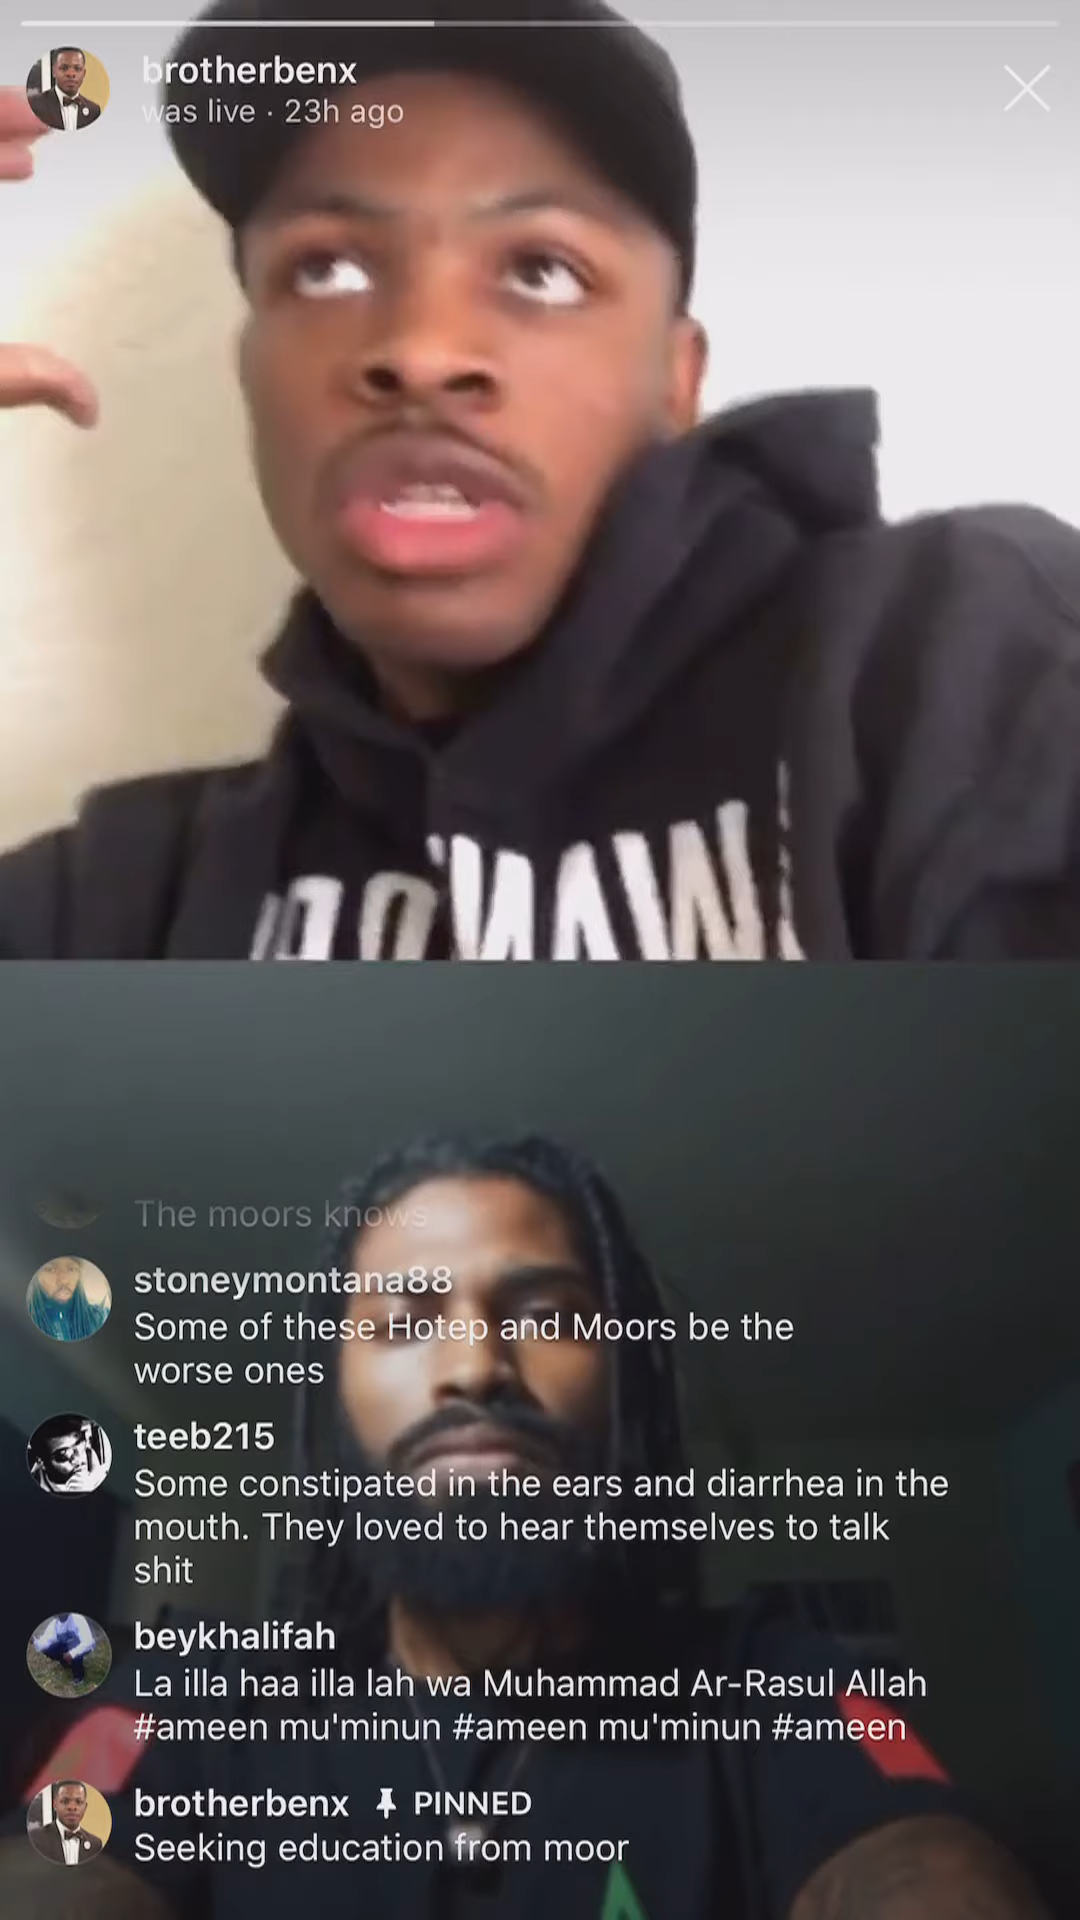 brotherbenx
was live · 23h ago
The moors knows
stoneymontana88
Some of these Hotep and Moors be the
worse ones
teeb215
Some constipated in the ears and diarrhea in the
mouth. They loved to hear themselves to talk
shit
beykhalifah
La illa haa illa lah wa Muhammad Ar-Rasul Allah
#ameen mu'minun #ameen mu'minun #ameen
brotherbenx PINNED
Seeking education from moor